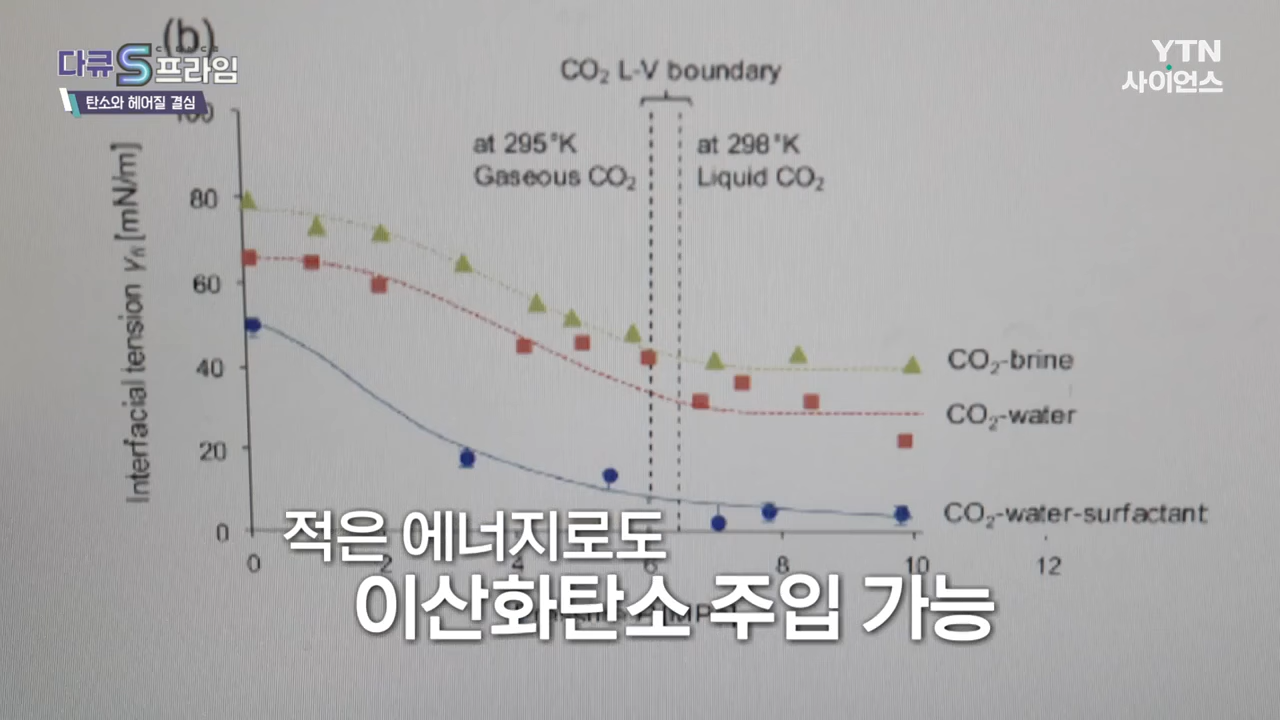 (b)
다큐 S 프라임
탄소와 헤어질 결심
YTN
사이언스
CO₂ L-V boundary
at 295°K
Gaseous CO₂
at 298°K
Liquid CO₂
100
80
60
40
20
0
Interfacial tension γfl [mN/m]
CO₂-brine
CO₂-water
CO₂-water-surfactant
0 2 4 6 8 10 12
적은 에너지로도
이산화탄소 주입 가능